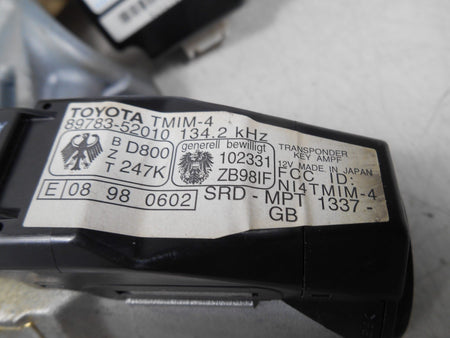 TOYOTA TMIM-4
89783-52010 134.2 kHz
B D800
Z
T 247K
generell bewilligt
102331
ZB98IF
TRANSPONDER
KEY AMPF
12V MADE IN JAPAN
FCC ID:
NI4TMIM-4
E 08 98 0602
SRD - MPT 1337 -
GB